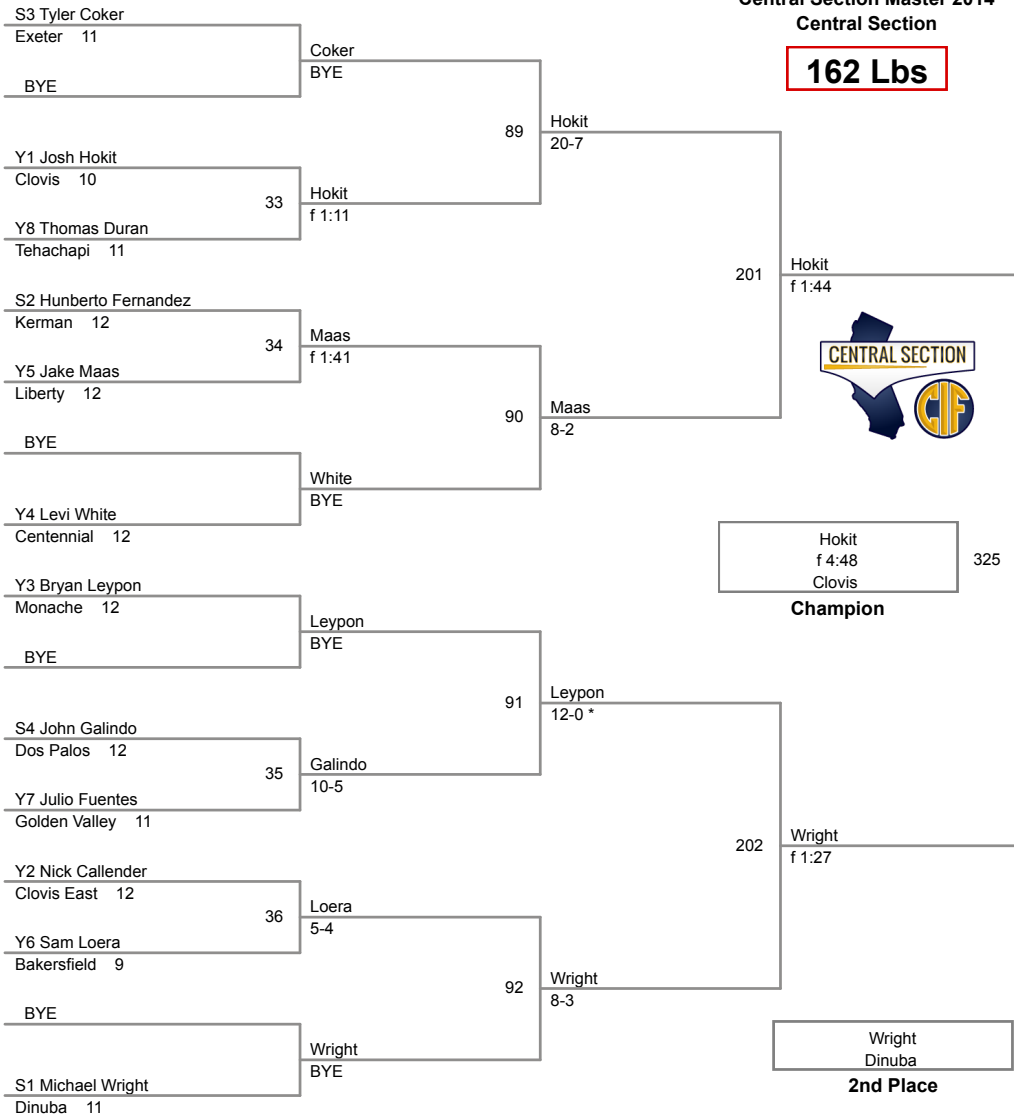 Central Section Master 2014
Central Section
162 Lbs
S3 Tyler Coker
Exeter 11
BYE
Y1 Josh Hokit
Clovis 10
33
Y8 Thomas Duran
Tehachapi 11
S2 Hunberto Fernandez
Kerman 12
34
Y5 Jake Maas
Liberty 12
BYE
Y4 Levi White
Centennial 12
Y3 Bryan Leypon
Monache 12
BYE
S4 John Galindo
Dos Palos 12
35
Y7 Julio Fuentes
Golden Valley 11
Y2 Nick Callender
Clovis East 12
36
Y6 Sam Loera
Bakersfield 9
BYE
S1 Michael Wright
Dinuba 11
Coker
BYE
89
Hokit
f 1:11
Maas
f 1:41
90
White
BYE
Leypon
BYE
91
Galindo
10-5
Loera
5-4
92
Wright
BYE
Hokit
20-7
201
Maas
8-2
Leypon
12-0 *
202
Wright
8-3
Hokit
f 1:44
CENTRAL SECTION
CIF
Hokit
f 4:48
Clovis
325
Champion
Wright
f 1:27
Wright
Dinuba
2nd Place